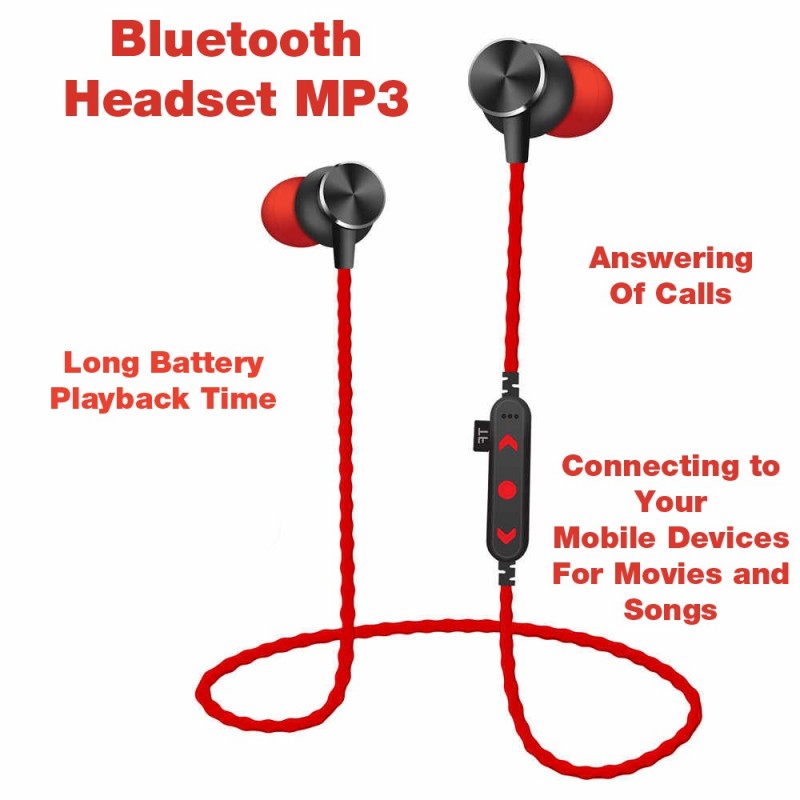 Bluetooth
Headset MP3
Answering
Of Calls
Long Battery
Playback Time
TF
Connecting to
Your
Mobile Devices
For Movies and
Songs